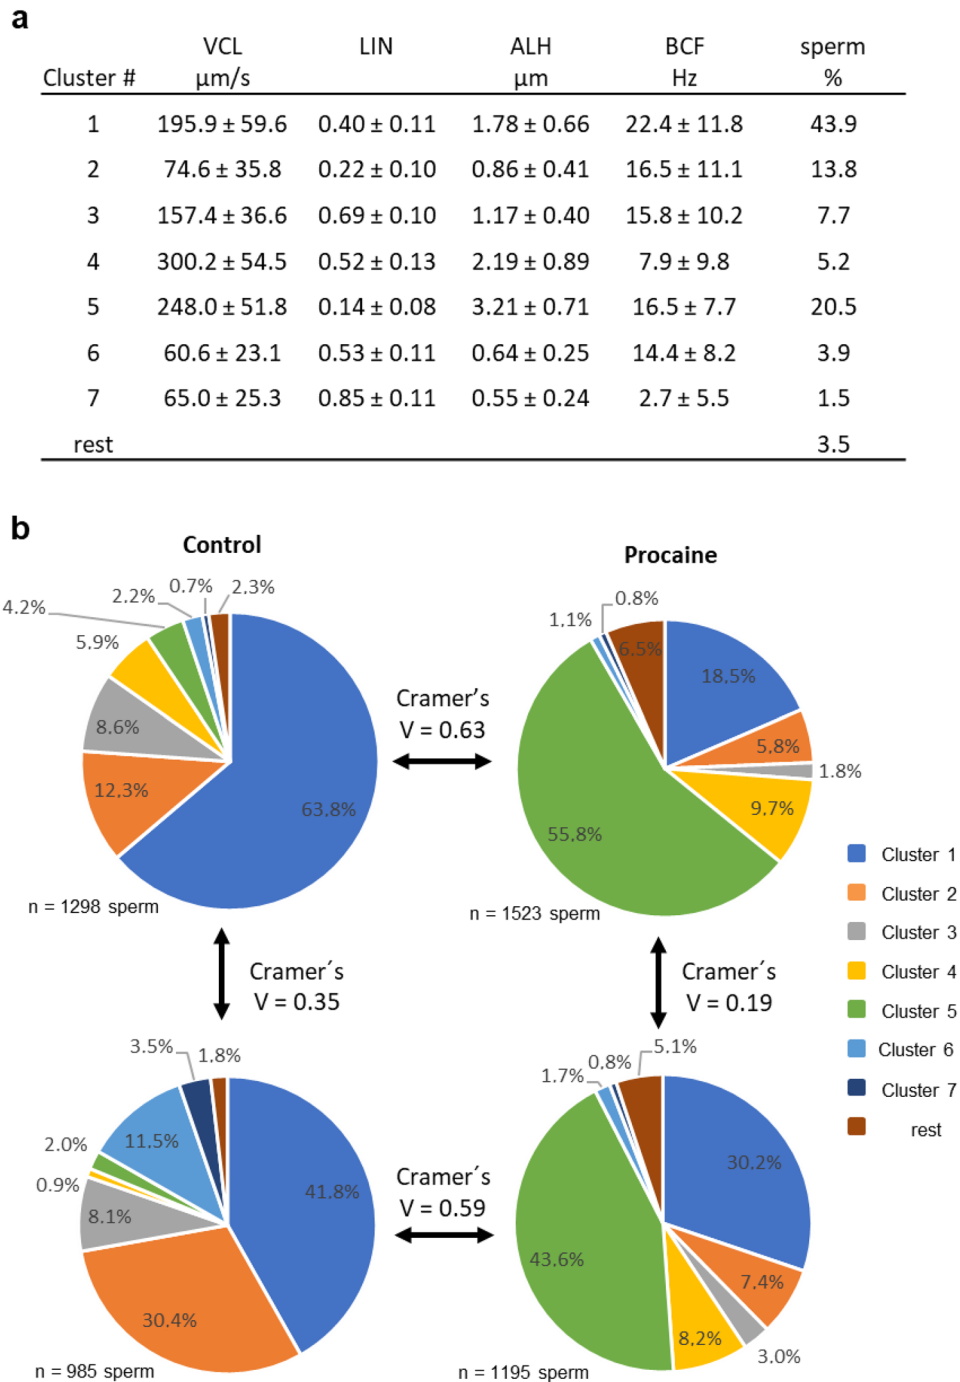 a
VCL LIN ALH BCF sperm
Cluster # µm/s µm Hz %
1 195.9 ± 59.6 0.40 ± 0.11 1.78 ± 0.66 22.4 ± 11.8 43.9
2 74.6 ± 35.8 0.22 ± 0.10 0.86 ± 0.41 16.5 ± 11.1 13.8
3 157.4 ± 36.6 0.69 ± 0.10 1.17 ± 0.40 15.8 ± 10.2 7.7
4 300.2 ± 54.5 0.52 ± 0.13 2.19 ± 0.89 7.9 ± 9.8 5.2
5 248.0 ± 51.8 0.14 ± 0.08 3.21 ± 0.71 16.5 ± 7.7 20.5
6 60.6 ± 23.1 0.53 ± 0.11 0.64 ± 0.25 14.4 ± 8.2 3.9
7 65.0 ± 25.3 0.85 ± 0.11 0.55 ± 0.24 2.7 ± 5.5 1.5
rest 3.5
b
Control
4.2%
2.2%
0.7%
2.3%
5.9%
8.6%
12,3%
63,8%
n = 1298 sperm
Cramer’s
V = 0.63
Procaine
1,1%
0.8%
6.5%
18,5%
5,8%
1.8%
9,7%
55,8%
n = 1523 sperm
Cluster 1
Cluster 2
Cluster 3
Cluster 4
Cluster 5
Cluster 6
Cluster 7
rest
Cramer´s
V = 0.35
Cramer´s
V = 0.19
3.5%
1.8%
11,5%
2.0%
0.9%
8.1%
41.8%
30.4%
n = 985 sperm
Cramer´s
V = 0.59
1.7%
0.8%
5.1%
30.2%
7,4%
3.0%
8,2%
43,6%
n = 1195 sperm